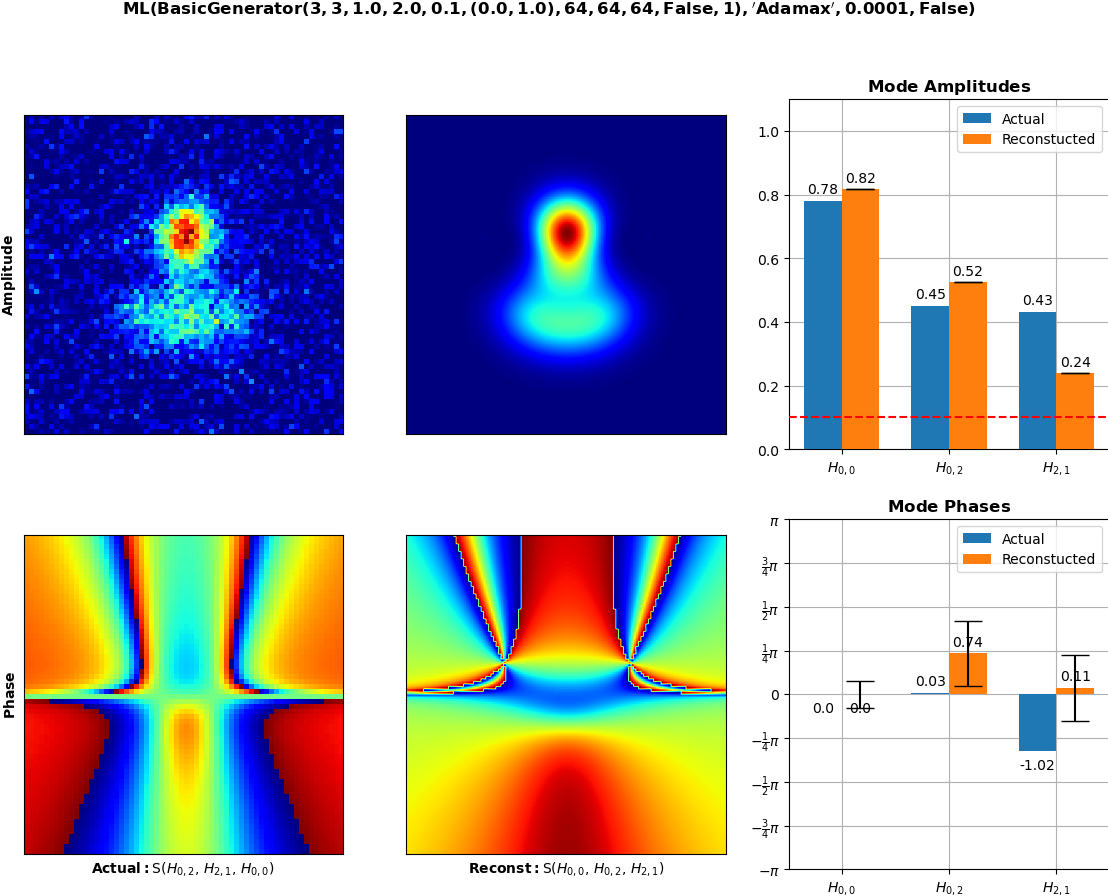 ML(BasicGenerator(3, 3, 1.0, 2.0, 0.1, (0.0, 1.0), 64, 64, 64, False, 1), 'Adamax', 0.0001, False)
Amplitude
Mode Amplitudes
Actual
Reconstucted
1.0
0.8
0.6
0.4
0.2
0.0
0.78
0.82
0.45
0.52
0.43
0.24
H0,0
H0,2
H2,1
Phase
Actual: S(H0,2, H2,1, H0,0)
Reconst: S(H0,0, H0,2, H2,1)
Mode Phases
Actual
Reconstucted
π
3/4π
1/2π
1/4π
0
−1/4π
−1/2π
−3/4π
−π
0.0
0.0
0.03
0.74
-1.02
0.11
H0,0
H0,2
H2,1